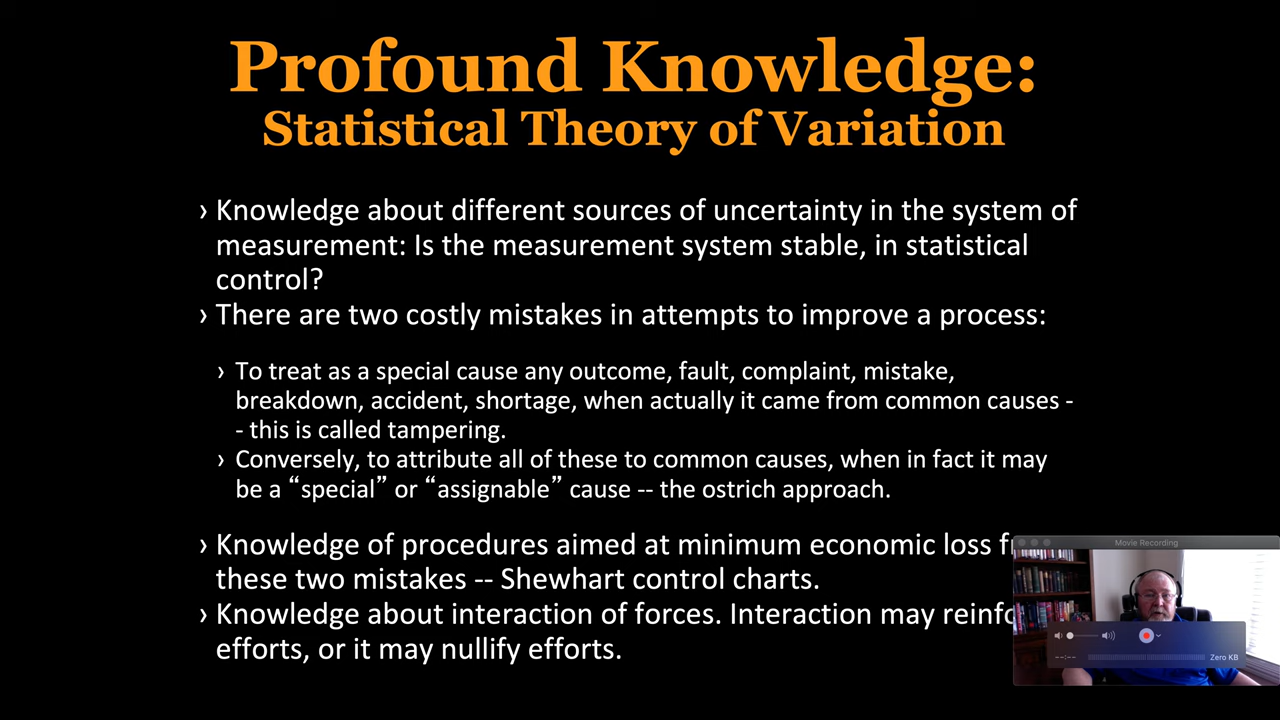 Profound Knowledge:
Statistical Theory of Variation
› Knowledge about different sources of uncertainty in the system of
measurement: Is the measurement system stable, in statistical
control?
› There are two costly mistakes in attempts to improve a process:
› To treat as a special cause any outcome, fault, complaint, mistake,
breakdown, accident, shortage, when actually it came from common causes -
- this is called tampering.
› Conversely, to attribute all of these to common causes, when in fact it may
be a “special” or “assignable” cause -- the ostrich approach.
› Knowledge of procedures aimed at minimum economic loss
these two mistakes -- Shewhart control charts.
› Knowledge about interaction of forces. Interaction may
efforts, or it may nullify efforts.
Movie Recording
--:--
Zero KB